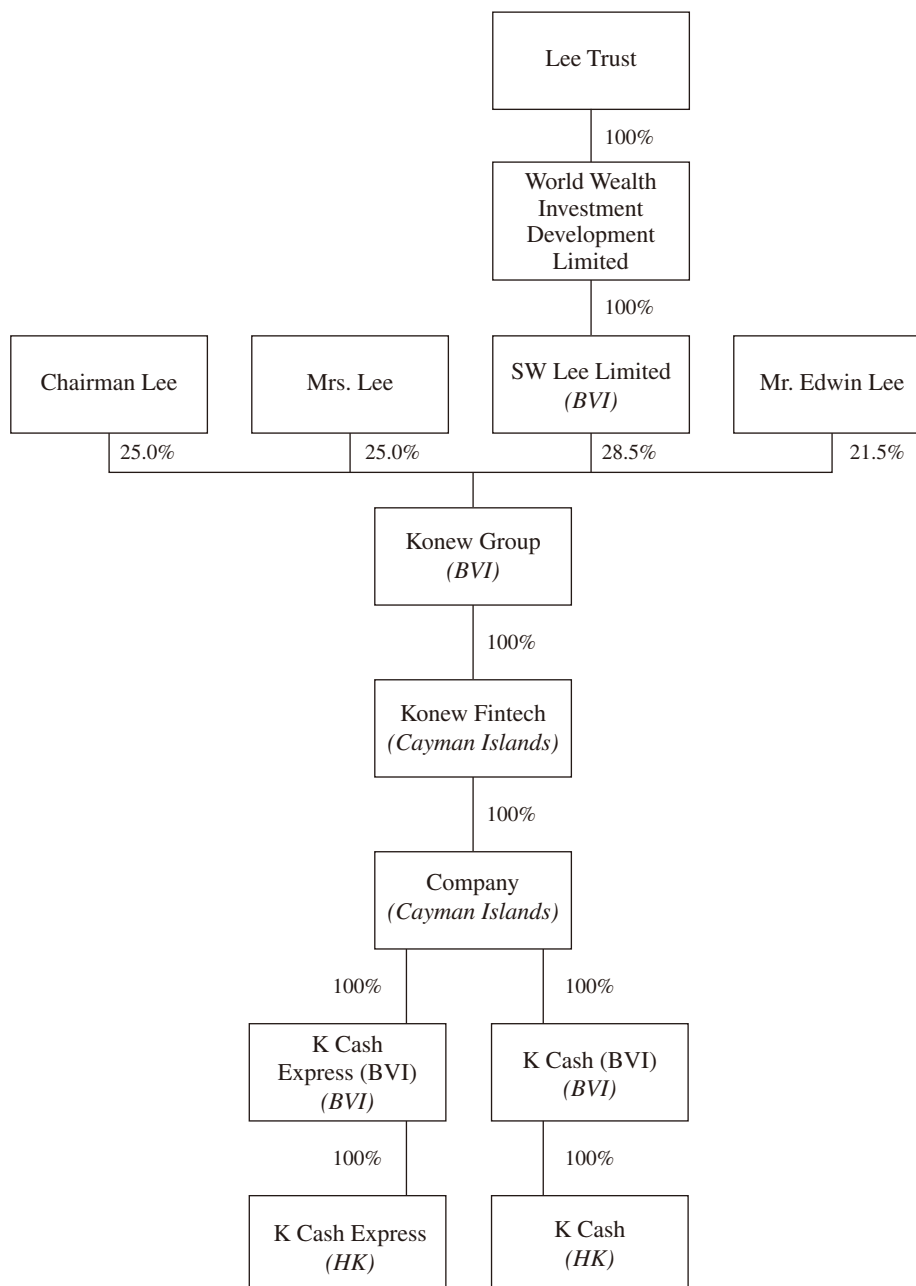 Lee Trust
100%
World Wealth
Investment
Development
Limited
100%
Chairman Lee
Mrs. Lee
SW Lee Limited
(BVI)
Mr. Edwin Lee
25.0%
25.0%
28.5%
21.5%
Konew Group
(BVI)
100%
Konew Fintech
(Cayman Islands)
100%
Company
(Cayman Islands)
100%
100%
K Cash
Express (BVI)
(BVI)
K Cash (BVI)
(BVI)
100%
100%
K Cash Express
(HK)
K Cash
(HK)